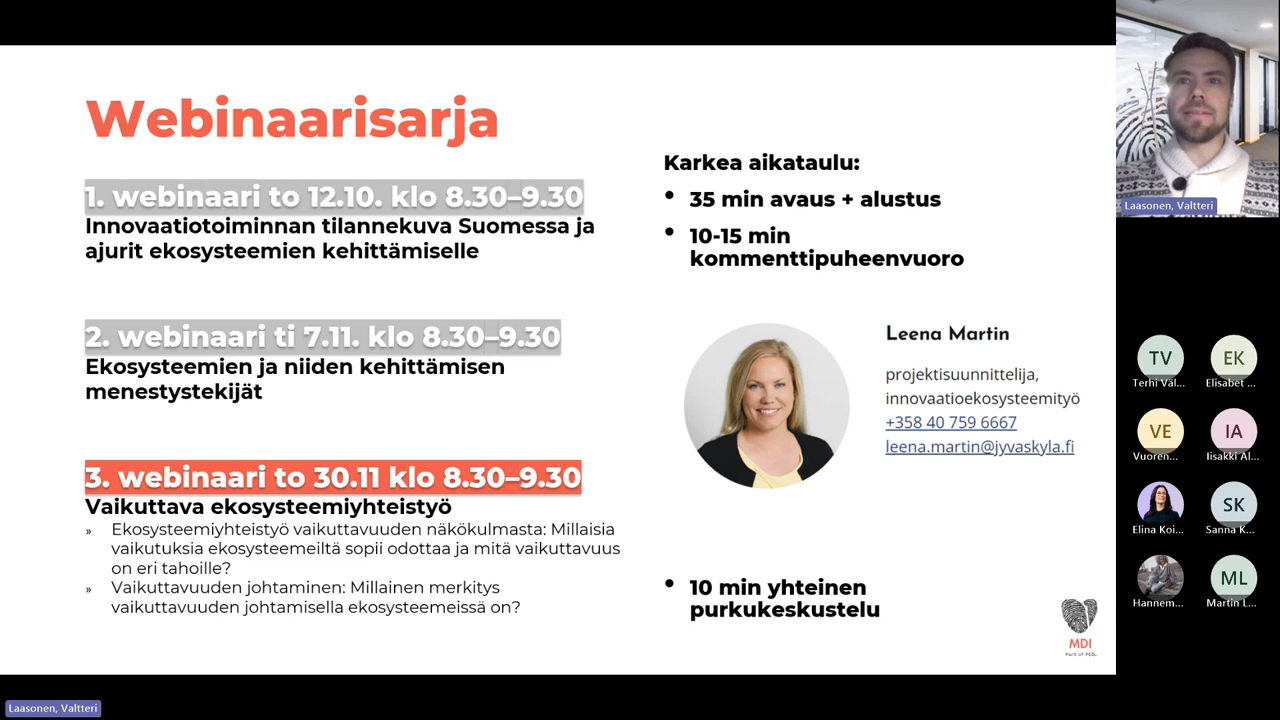 Webinaarisarja
1. webinaari to 12.10. klo 8.30–9.30
Innovaatiotoiminnan tilannekuva Suomessa ja
ajurit ekosysteemien kehittämiselle
2. webinaari ti 7.11. klo 8.30–9.30
Ekosysteemien ja niiden kehittämisen
menestystekijät
3. webinaari to 30.11 klo 8.30–9.30
Vaikuttava ekosysteemiyhteistyö
» Ekosysteemiyhteistyö vaikuttavuuden näkökulmasta: Millaisia
vaikutuksia ekosysteemeiltä sopii odottaa ja mitä vaikuttavuus
on eri tahoille?
» Vaikuttavuuden johtaminen: Millainen merkitys
vaikuttavuuden johtamisella ekosysteemeissä on?
Karkea aikataulu:
• 35 min avaus + alustus
• 10-15 min
kommenttipuheenvuoro
Leena Martin
projektisuunnittelija,
innovaatioekosysteemityö
+358 40 759 6667
leena.martin@jyvaskyla.fi
• 10 min yhteinen
purkukeskustelu
MDI
Part of FCG.
Laasonen, Valtteri
TV
Terhi Väl...
EK
Elisabet ...
VE
Vuoren...
IA
Iisakki Al...
Elina Koi...
SK
Sanna K...
Hannem...
ML
Martin L...
Laasonen, Valtteri